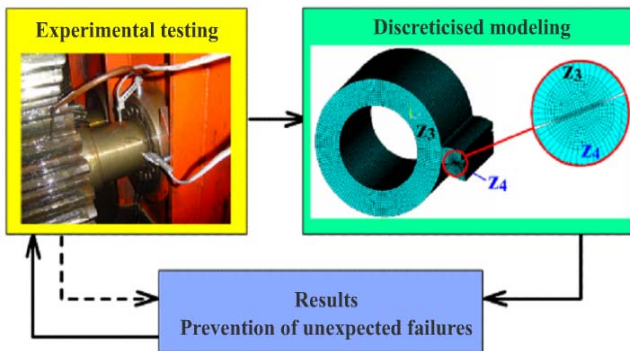 Experimental testing
Discreticised modeling
Z3
Z4
Z3
Z4
Results
Prevention of unexpected failures